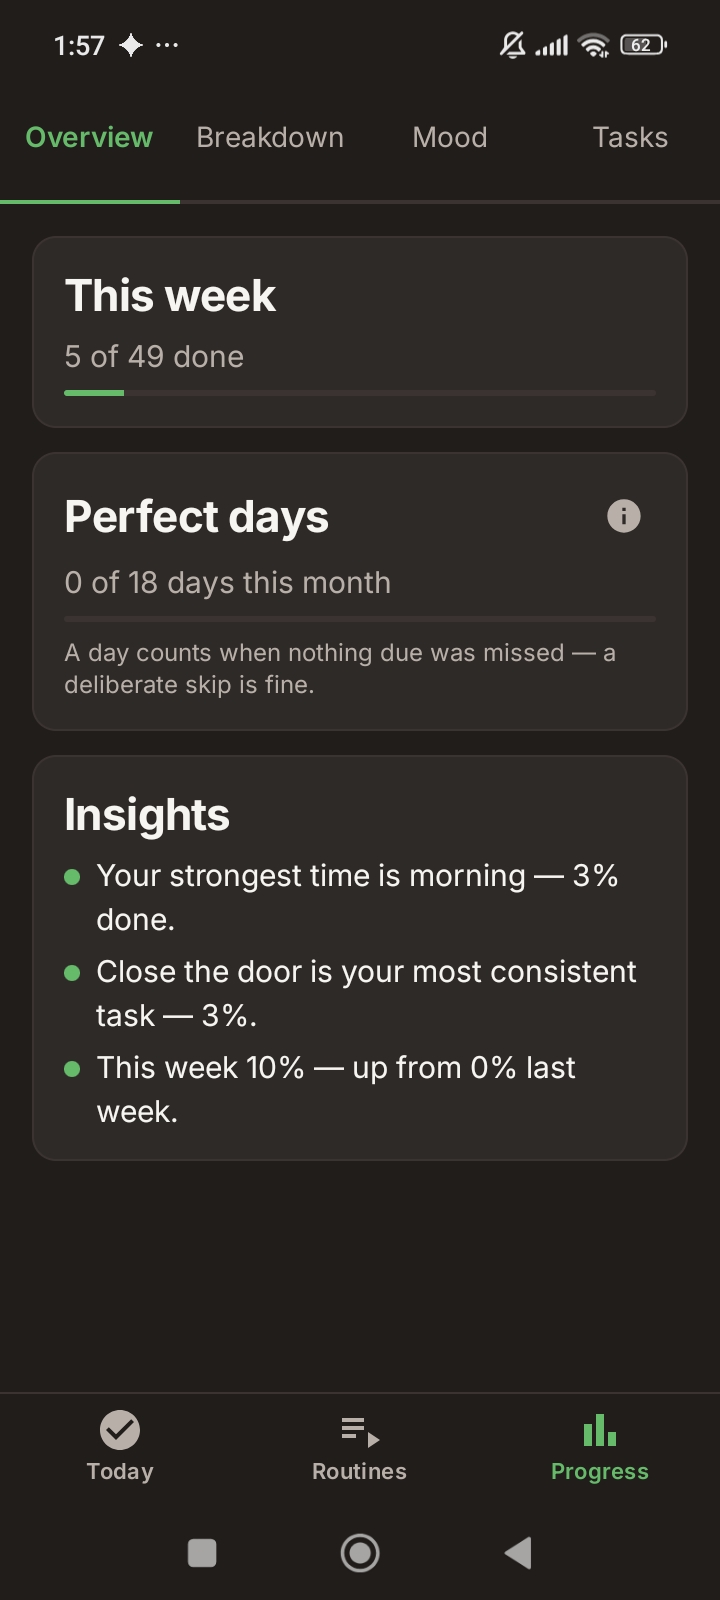 1:57
62
Overview
Breakdown
Mood
Tasks
This week
5 of 49 done
Perfect days
0 of 18 days this month
A day counts when nothing due was missed — a
deliberate skip is fine.
Insights
Your strongest time is morning — 3%
done.
Close the door is your most consistent
task — 3%.
This week 10% — up from 0% last
week.
Today
Routines
Progress